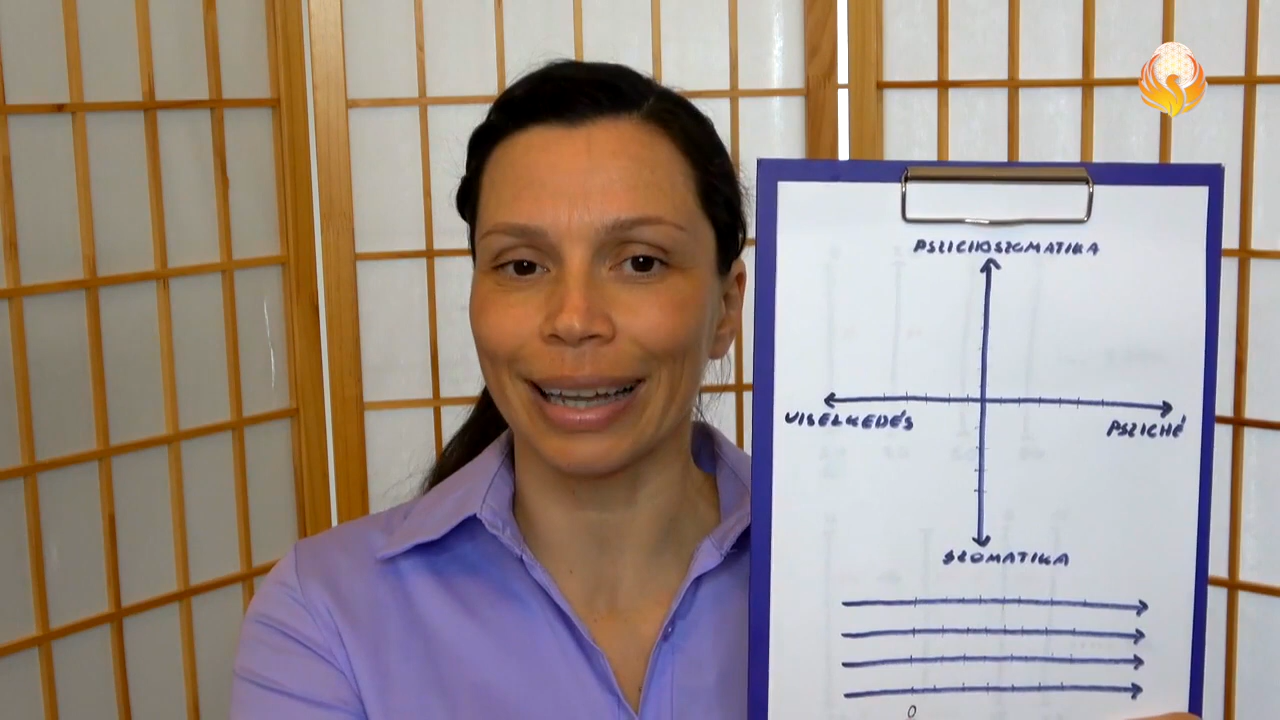 PSZICHOSZOMATIKA
VISELKEDÉS
PSZICHÉ
SZOMATIKA
0